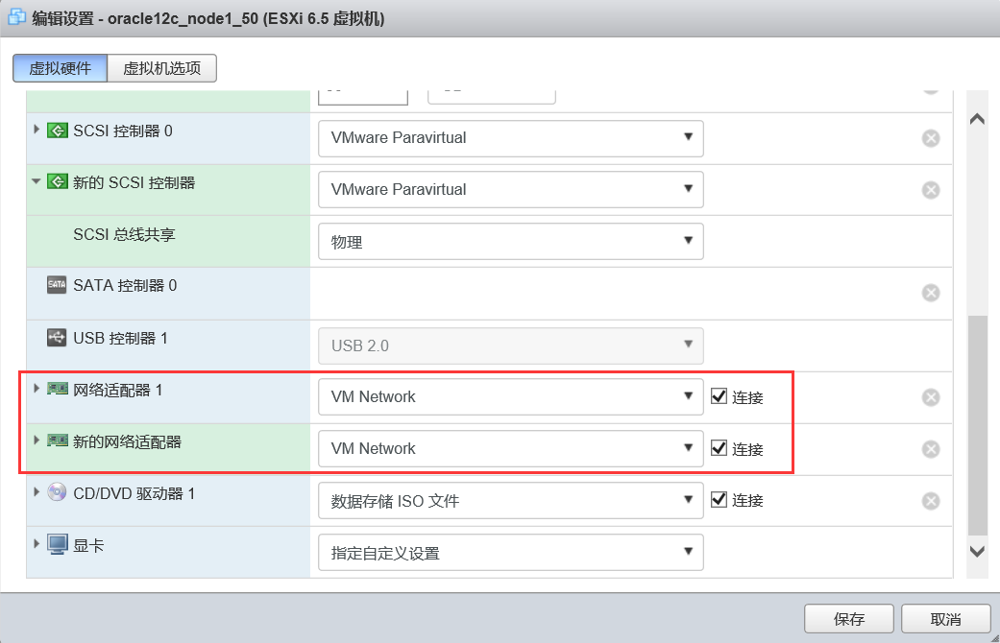 编辑设置 - oracle12c_node1_50 (ESXi 6.5 虚拟机)
虚拟硬件 虚拟机选项
SCSI 控制器 0 VMware Paravirtual
新的 SCSI 控制器 VMware Paravirtual
SCSI 总线共享 物理
SATA SATA 控制器 0
USB 控制器 1 USB 2.0
网络适配器 1 VM Network 连接
新的网络适配器 VM Network 连接
CD/DVD 驱动器 1 数据存储 ISO 文件 连接
显卡 指定自定义设置
保存 取消